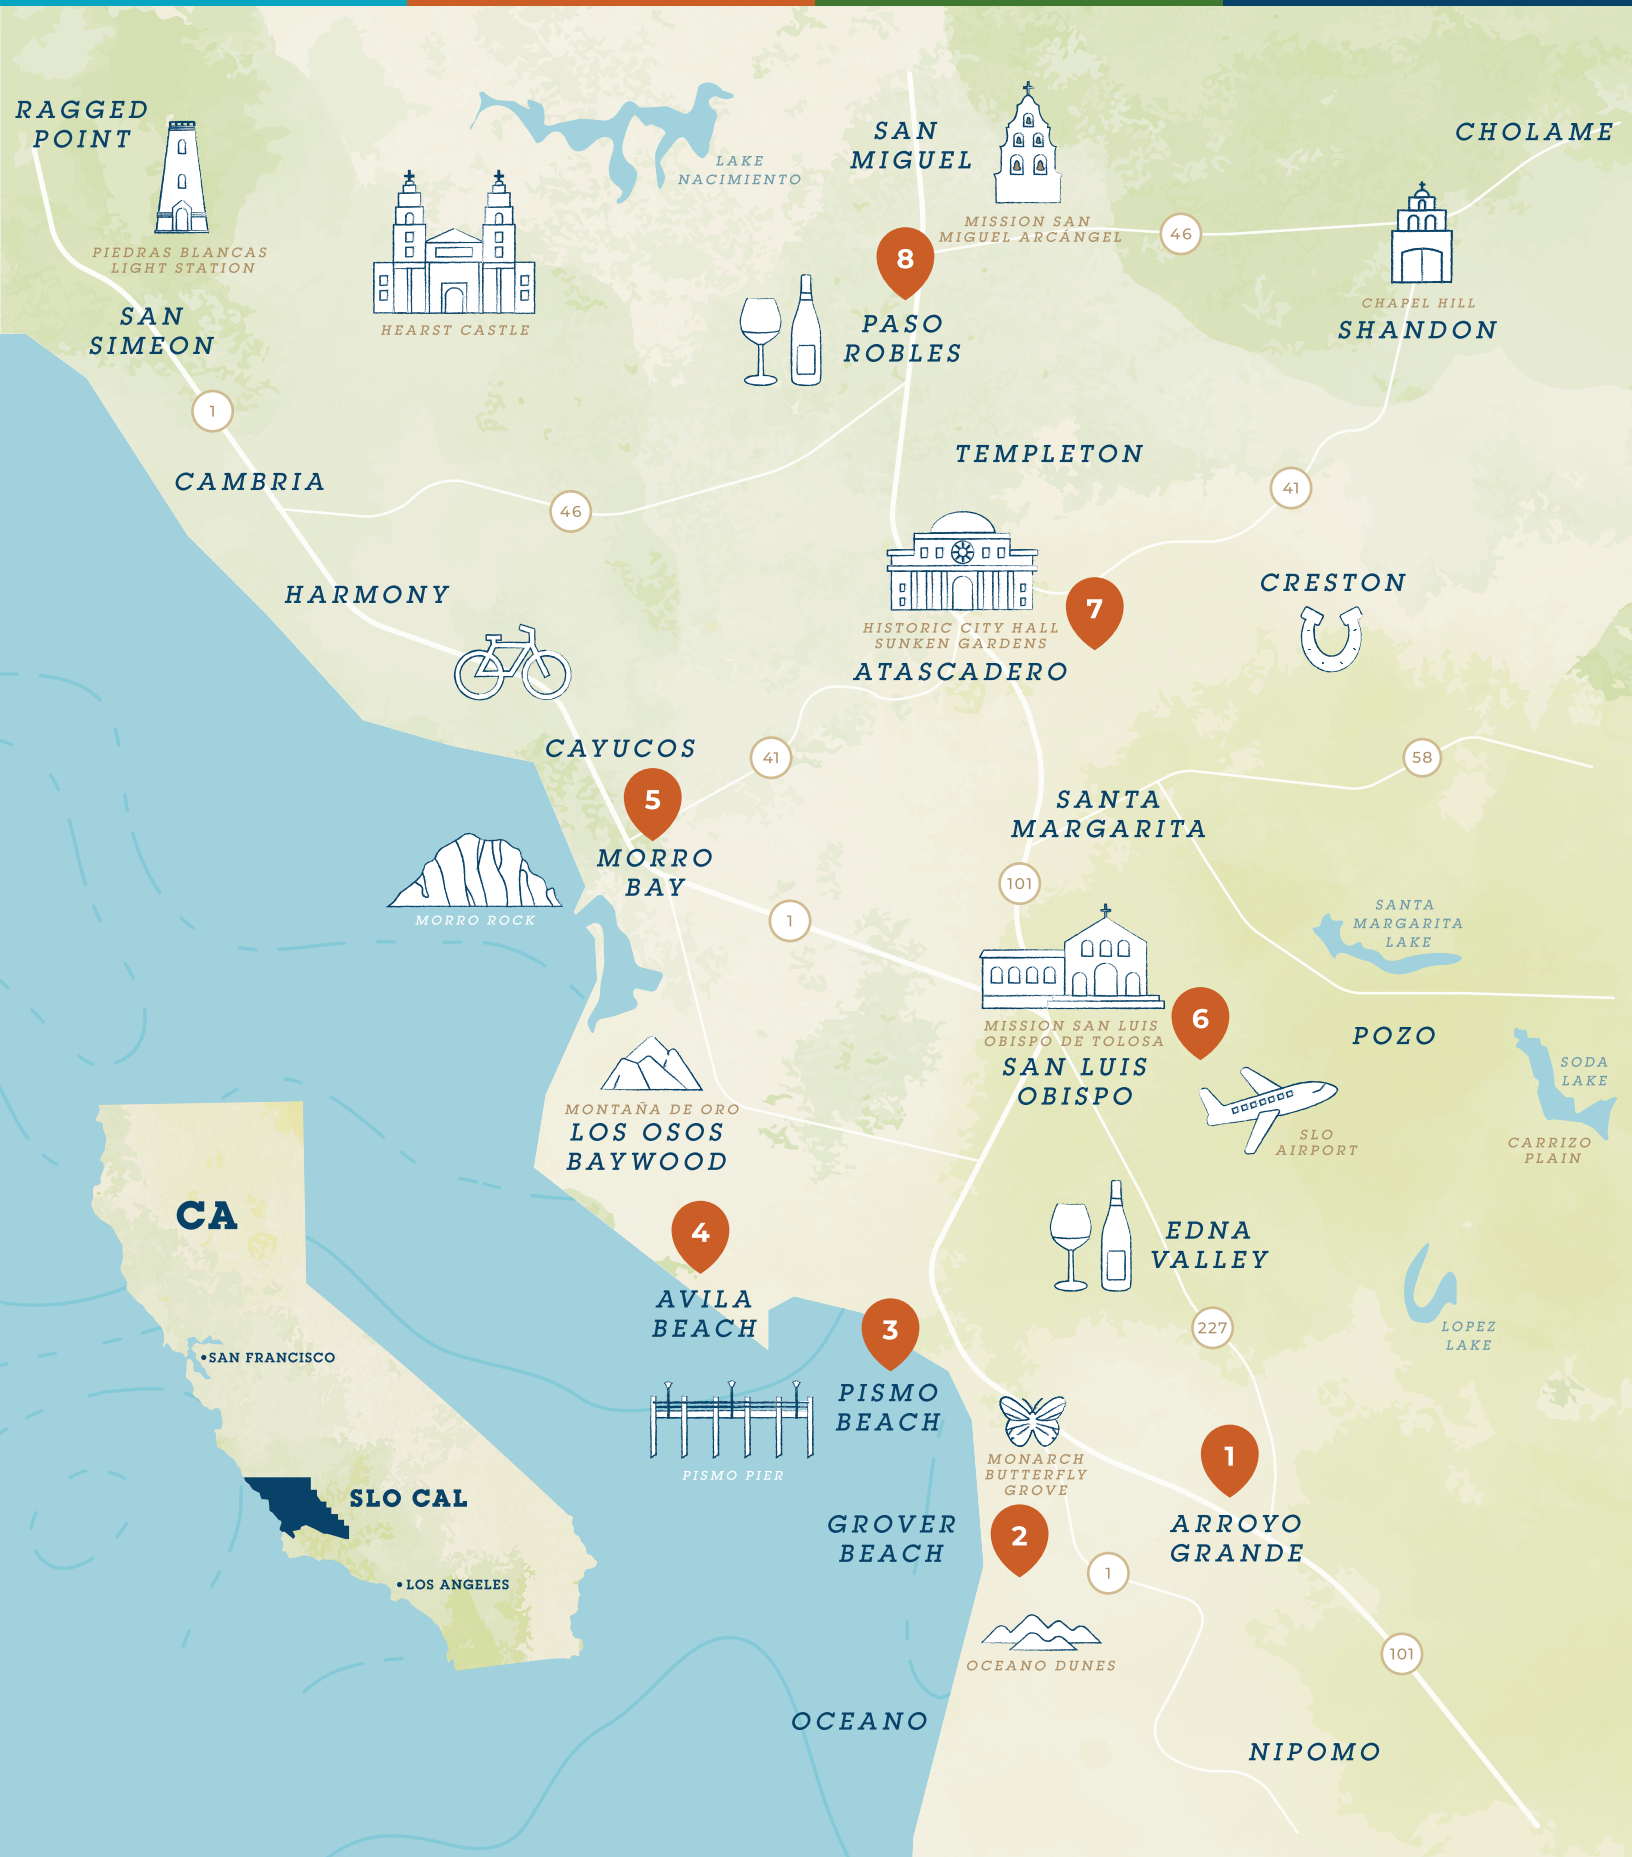 RAGGED
POINT
PIEDRAS BLANCAS
LIGHT STATION
SAN
SIMEON
HEARST CASTLE
LAKE
NACIMIENTO
SAN
MIGUEL
MISSION SAN
MIGUEL ARCÁNGEL
46
CHOLAME
CHAPEL HILL
SHANDON
8
PASO
ROBLES
1
CAMBRIA
46
TEMPLETON
41
HARMONY
HISTORIC CITY HALL
SUNKEN GARDENS
ATASCADERO
7
CRESTON
CAYUCOS
41
58
5
MORRO
BAY
MORRO ROCK
SANTA
MARGARITA
101
1
SANTA
MARGARITA
LAKE
MISSION SAN LUIS
OBISPO DE TOLOSA
SAN LUIS
OBISPO
6
POZO
SODA
LAKE
CARRIZO
PLAIN
SLO
AIRPORT
MONTAÑA DE ORO
LOS OSOS
BAYWOOD
4
AVILA
BEACH
EDNA
VALLEY
227
LOPEZ
LAKE
3
PISMO
BEACH
PISMO PIER
MONARCH
BUTTERFLY
GROVE
1
ARROYO
GRANDE
GROVER
BEACH
2
1
OCEANO DUNES
101
OCEANO
NIPOMO
CA
SAN FRANCISCO
SLO CAL
LOS ANGELES